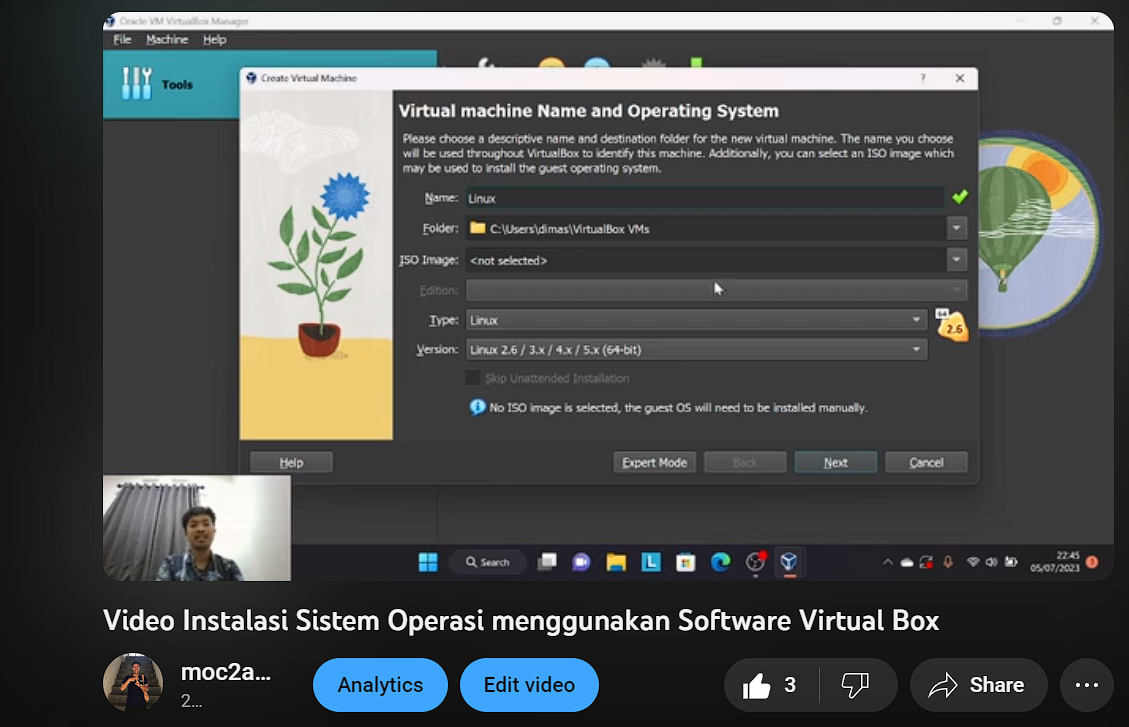 Oracle VM VirtualBox Manager
File Machine Help
Tools
Create Virtual Machine
?
Virtual machine Name and Operating System
Please choose a descriptive name and destination folder for the new virtual machine. The name you choose
will be used throughout VirtualBox to identify this machine. Additionally, you can select an ISO image which
may be used to install the guest operating system.
Name: Linux
Folder: C:\Users\dimas\VirtualBox VMs
ISO Image: <not selected>
Edition:
Type: Linux
64
2.6
Version: Linux 2.6 / 3.x / 4.x / 5.x (64-bit)
Skip Unattended Installation
No ISO image is selected, the guest OS will need to be installed manually.
Help Expert Mode Back Next Cancel
Search
L
22:45
05/07/2023
Video Instalasi Sistem Operasi menggunakan Software Virtual Box
moc2a...
2...
Analytics
Edit video
3
Share